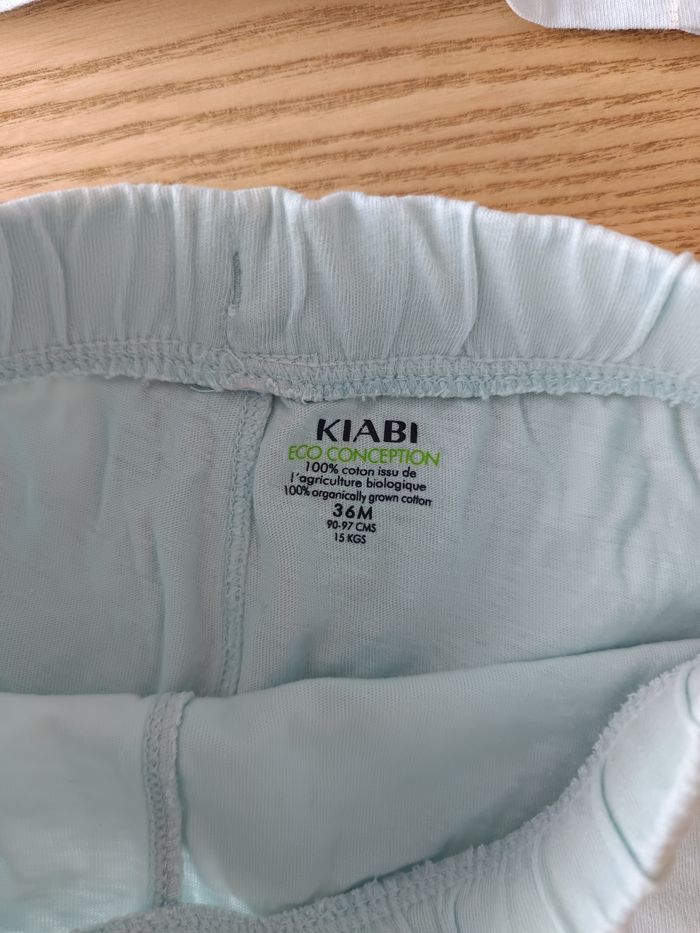 KIABI
ECO CONCEPTION
100% coton issu de
l'agriculture biologique
100% organically grown cotton
36M
90-97 CMS
15 KGS